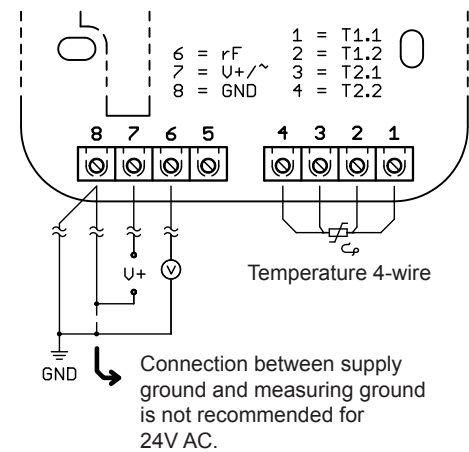 1 = T1.1
6 = rF 2 = T1.2
7 = U+/~ 3 = T2.1
8 = GND 4 = T2.2
8 7 6 5 4 3 2 1
U+ V
ϑ
Temperature 4-wire
GND
Connection between supply
ground and measuring ground
is not recommended for
24V AC.